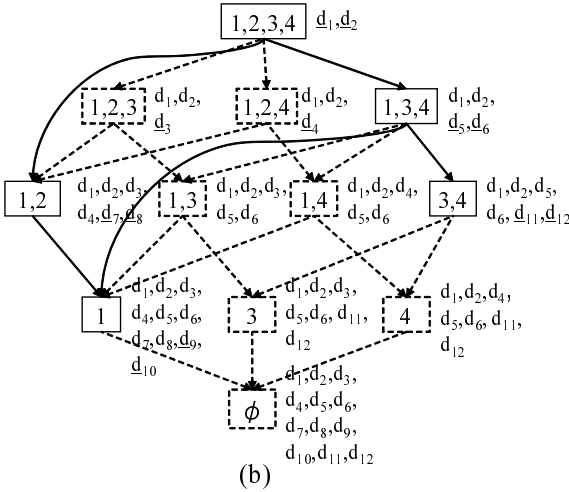 1,2,3,4 d1,d2
1,2,3 d1,d2, d3
1,2,4 d1,d2, d4
1,3,4 d1,d2, d5,d6
1,2 d1,d2,d3, d4,d7,d8
1,3 d1,d2,d3, d5,d6
1,4 d1,d2,d4, d5,d6
3,4 d1,d2,d5, d6,d11,d12
1 d1,d2,d3, d4,d5,d6, d7,d8,d9, d10
3 d1,d2,d3, d5,d6, d11, d12
4 d1,d2,d4, d5,d6, d11, d12
ϕ d1,d2,d3, d4,d5,d6, d7,d8,d9, d10,d11,d12
(b)